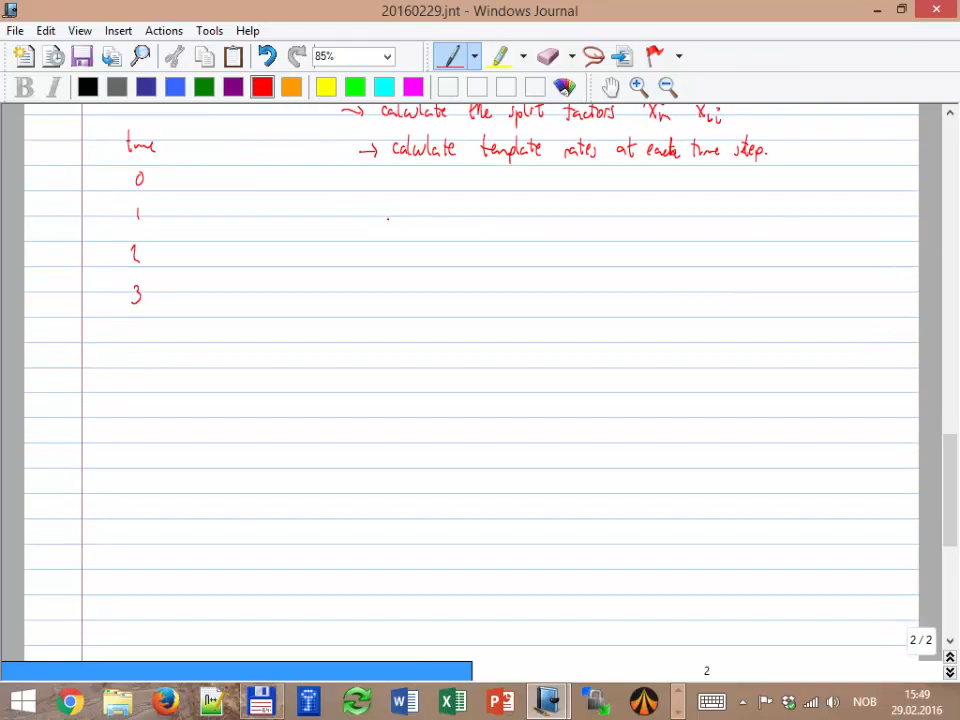 20160229.jnt - Windows Journal
File Edit View Insert Actions Tools Help
85%
B I
→ calculate the split factors
time → calculate template rates at each time step.
0
1
2
3
2 / 2
2
NOB
15:49
29.02.2016